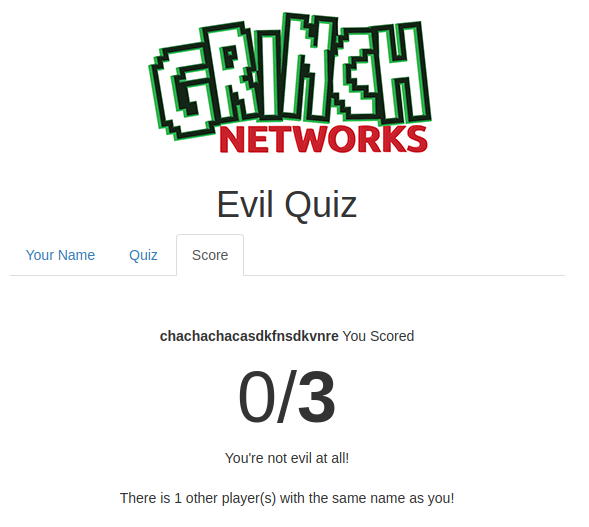 GRINCH
NETWORKS
Evil Quiz
Your Name Quiz Score
chachachacasdkfnsdkvnre You Scored
0/3
You're not evil at all!
There is 1 other player(s) with the same name as you!